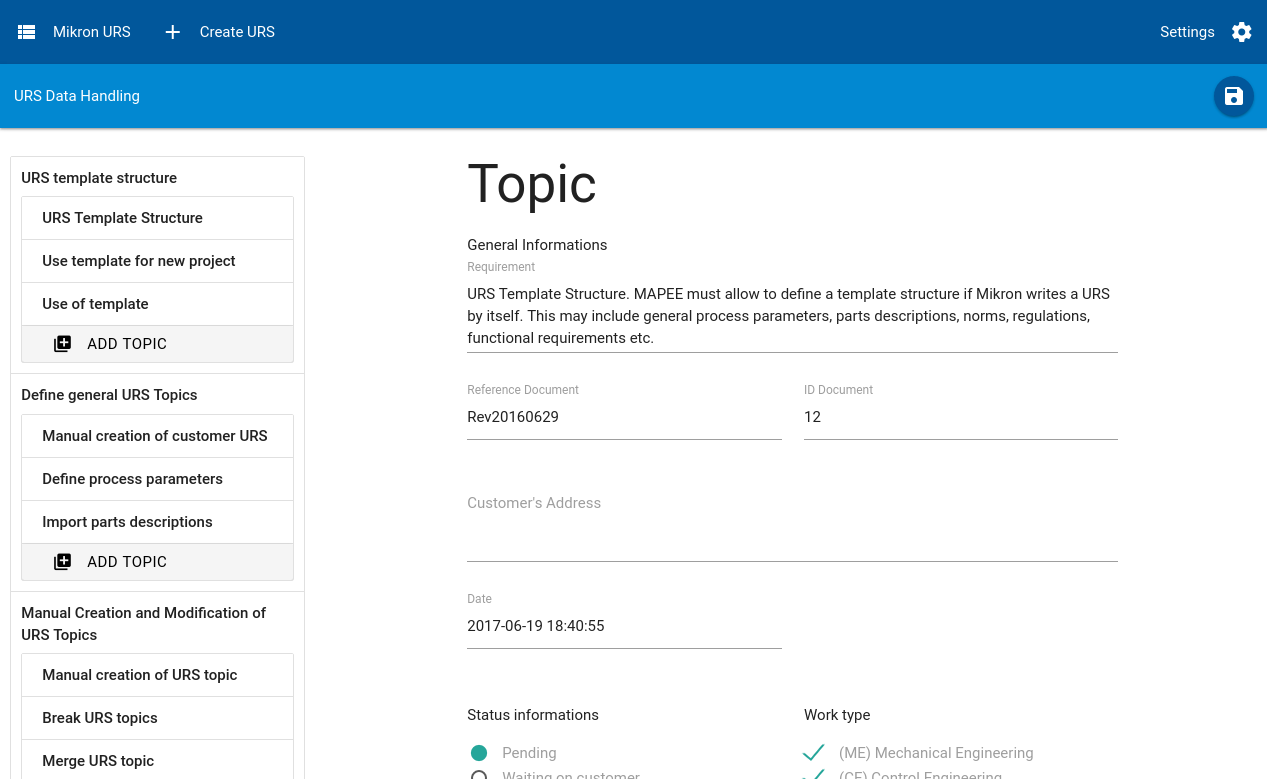 Mikron URS
Create URS
Settings
URS Data Handling
URS template structure
URS Template Structure
Use template for new project
Use of template
ADD TOPIC
Define general URS Topics
Manual creation of customer URS
Define process parameters
Import parts descriptions
ADD TOPIC
Manual Creation and Modification of
URS Topics
Manual creation of URS topic
Break URS topics
Merge URS topic
Topic
General Informations
Requirement
URS Template Structure. MAPEE must allow to define a template structure if Mikron writes a URS
by itself. This may include general process parameters, parts descriptions, norms, regulations,
functional requirements etc.
Reference Document
Rev20160629
ID Document
12
Customer's Address
Date
2017-06-19 18:40:55
Status informations
Pending
Waiting on customer
Work type
(ME) Mechanical Engineering
(CE) Control Engineering